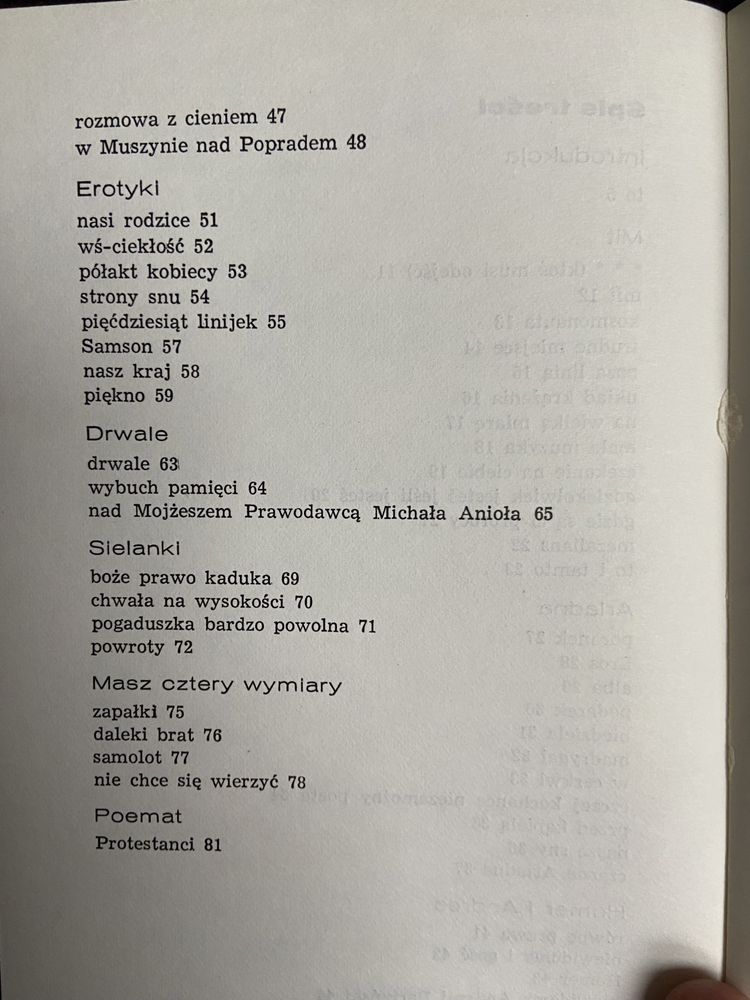 rozmowa z cieniem 47
w Muszynie nad Popradem 48
Erotyki
nasi rodzice 51
wś-ciekłość 52
półakt kobiecy 53
strony snu 54
pięćdziesiąt linijek 55
Samson 57
nasz kraj 58
piękno 59
Drwale
drwale 63
wybuch pamięci 64
nad Mojżeszem Prawodawcą Michała Anioła 65
Sielanki
boże prawo kaduka 69
chwała na wysokości 70
pogaduszka bardzo powolna 71
powroty 72
Masz cztery wymiary
zapałki 75
daleki brat 76
samolot 77
nie chce się wierzyć 78
Poemat
Protestanci 81